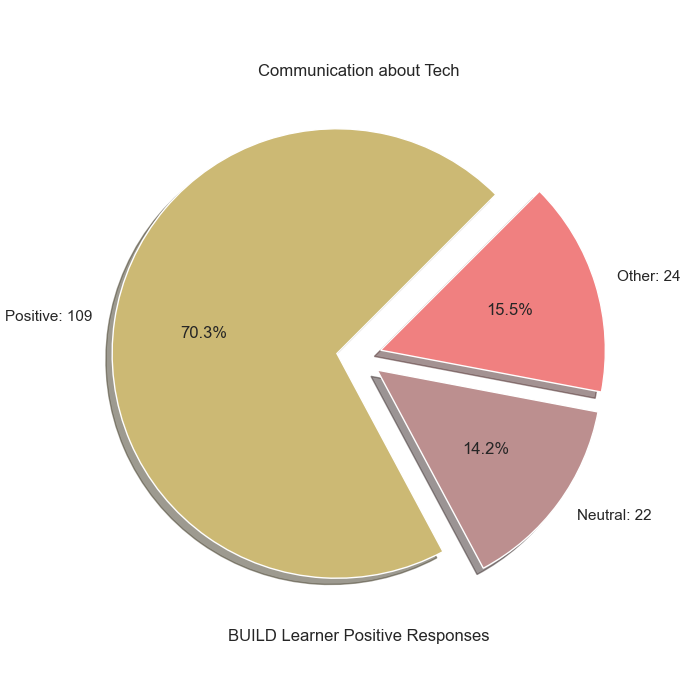 Communication about Tech
Other: 24
15.5%
Positive: 109
70.3%
14.2%
Neutral: 22
BUILD Learner Positive Responses